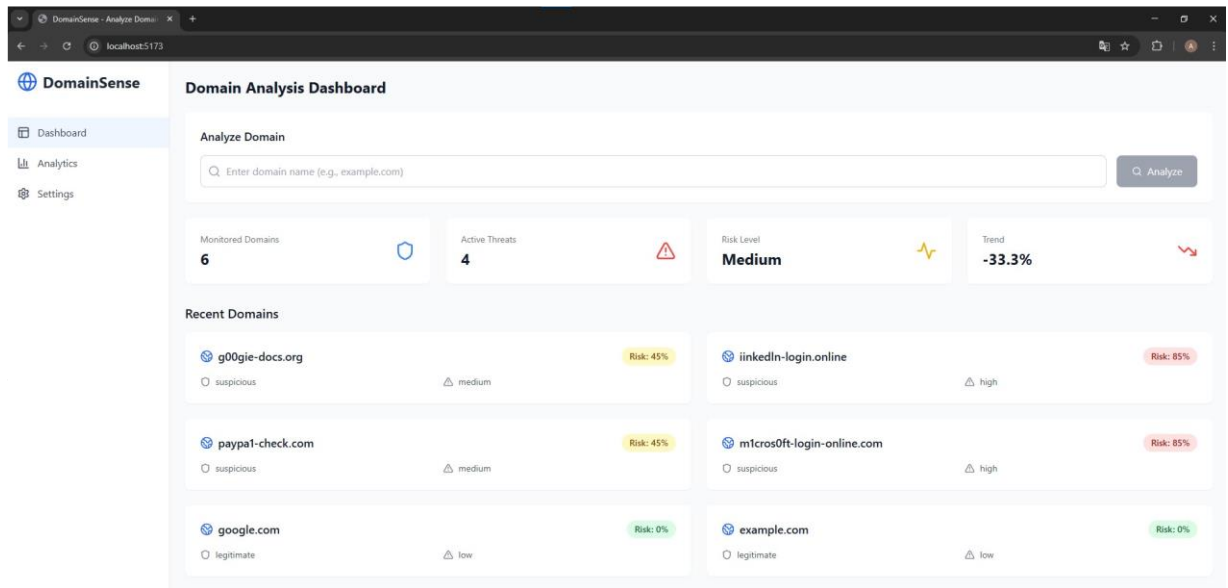 DomainSense - Analyze Domai
localhost:5173
A
DomainSense
Dashboard
Analytics
Settings
Domain Analysis Dashboard
Analyze Domain
Enter domain name (e.g., example.com)
Analyze
Monitored Domains
6
Active Threats
4
Risk Level
Medium
Trend
-33.3%
Recent Domains
g00gie-docs.org
Risk: 45%
suspicious
medium
iinkedln-login.online
Risk: 85%
suspicious
high
paypa1-check.com
Risk: 45%
suspicious
medium
m1cros0ft-login-online.com
Risk: 85%
suspicious
high
google.com
Risk: 0%
legitimate
low
example.com
Risk: 0%
legitimate
low